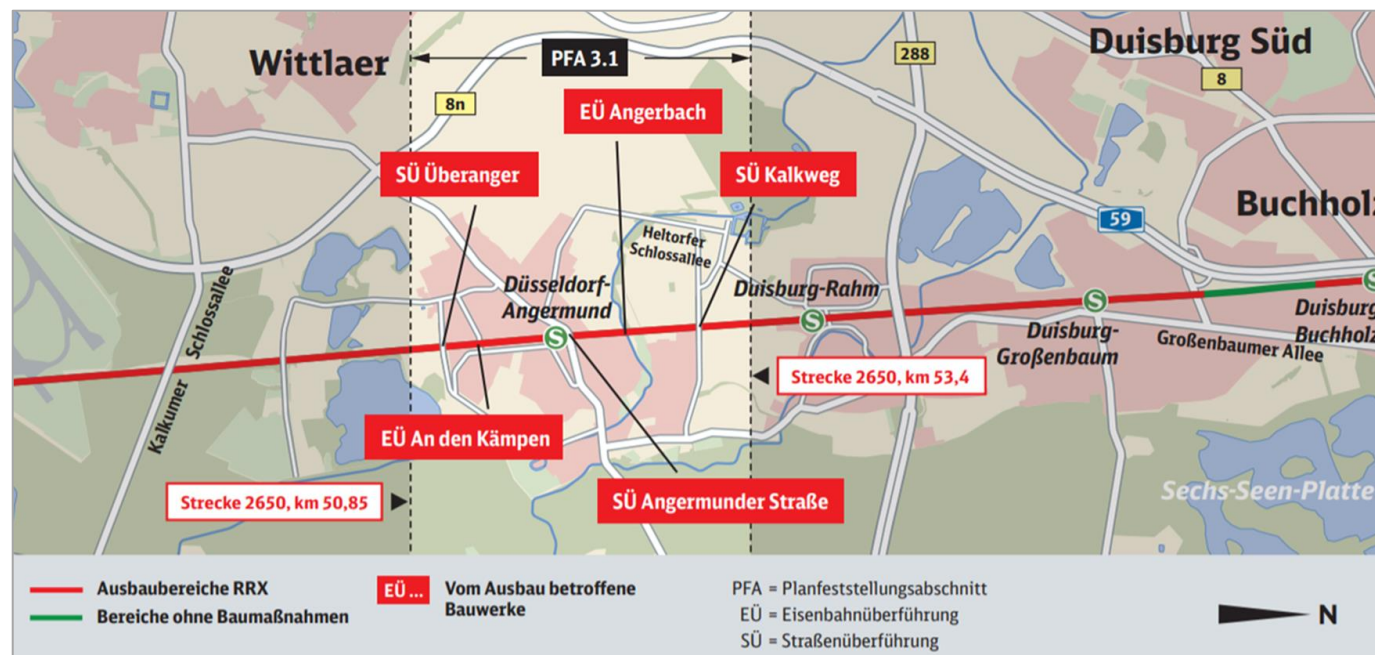 Wittlaer
PFA 3.1
Duisburg Süd
288
8
8n
EÜ Angerbach
SÜ Überanger
SÜ Kalkweg
59
Buchholz
Heltorfer
Schlossallee
Düsseldorf-
Angermund
S
Duisburg-Rahm
S
S
Duisburg-
Großenbaum
S
Duisburg-
Buchholz
Großenbaumer Allee
Kalkumer Schlossallee
Strecke 2650, km 53,4
EÜ An den Kämpen
Strecke 2650, km 50,85
SÜ Angermunder Straße
Sechs-Seen-Platte
Ausbaubereiche RRX
Bereiche ohne Baumaßnahmen
EÜ ...
Vom Ausbau betroffene
Bauwerke
PFA = Planfeststellungsabschnitt
EÜ = Eisenbahnüberführung
SÜ = Straßenüberführung
N